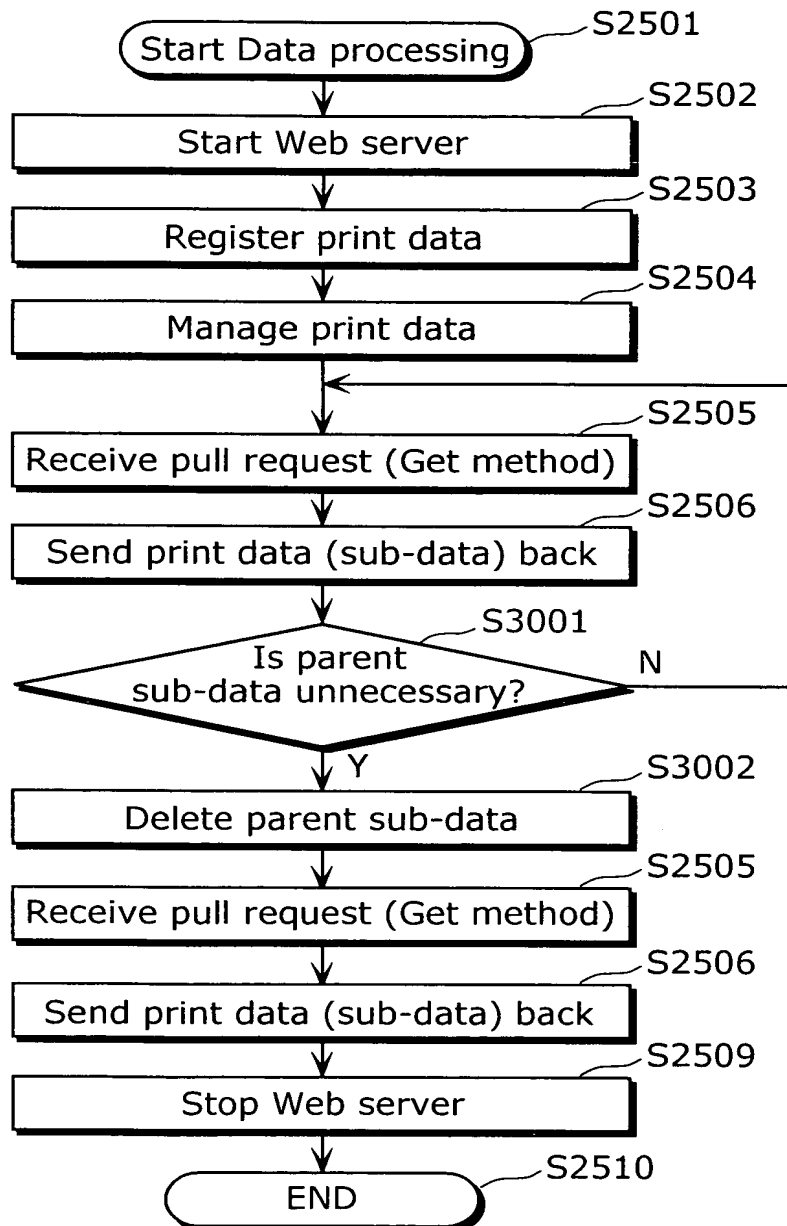 S2501
Start Data processing
S2502
Start Web server
S2503
Register print data
S2504
Manage print data
S2505
Receive pull request (Get method)
S2506
Send print data (sub-data) back
S3001
Is parent
sub-data unnecessary?
N
Y
S3002
Delete parent sub-data
S2505
Receive pull request (Get method)
S2506
Send print data (sub-data) back
S2509
Stop Web server
S2510
END